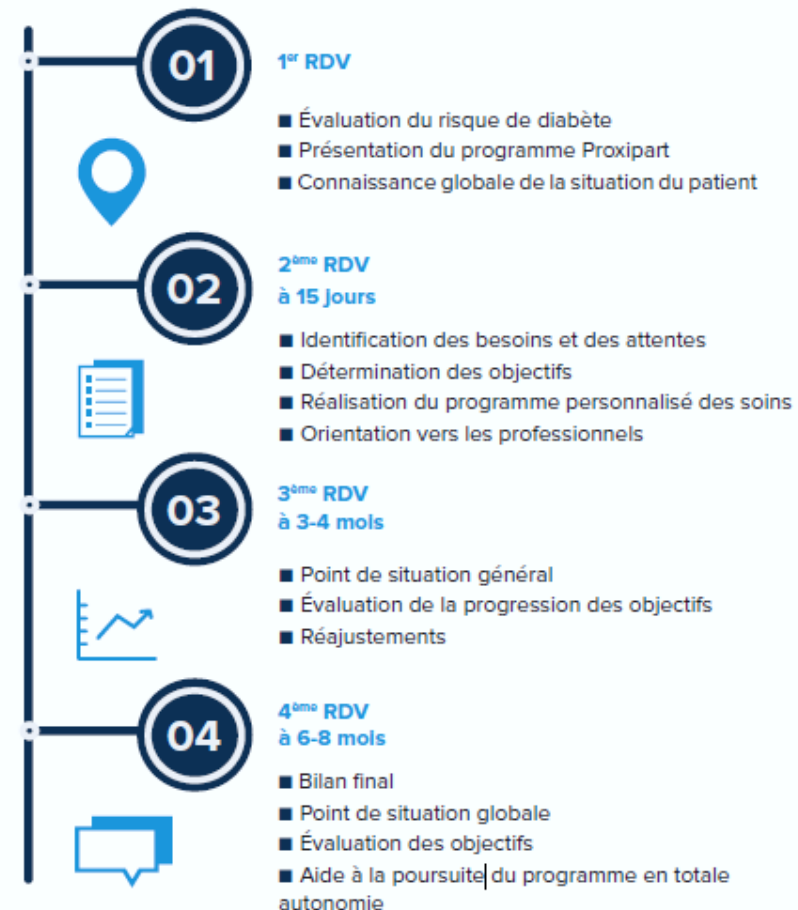 01
1er RDV
■ Évaluation du risque de diabète
■ Présentation du programme Proxipart
■ Connaissance globale de la situation du patient
02
2ème RDV
à 15 jours
■ Identification des besoins et des attentes
■ Détermination des objectifs
■ Réalisation du programme personnalisé des soins
■ Orientation vers les professionnels
03
3ème RDV
à 3-4 mois
■ Point de situation général
■ Évaluation de la progression des objectifs
■ Réajustements
04
4ème RDV
à 6-8 mois
■ Bilan final
■ Point de situation globale
■ Évaluation des objectifs
■ Aide à la poursuite du programme en totale
autonomie